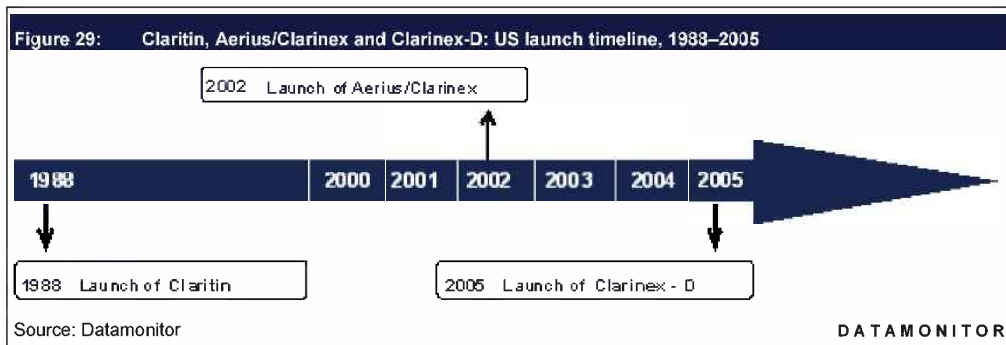 Figure 29: Claritin, Aerius/Clarinex and Clarinex-D: US launch timeline, 1988–2005
2002 Launch of Aerius/Clarinex
1988 2000 2001 2002 2003 2004 2005
1988 Launch of Claritin
2005 Launch of Clarinex - D
Source: Datamonitor
DATAMONITOR